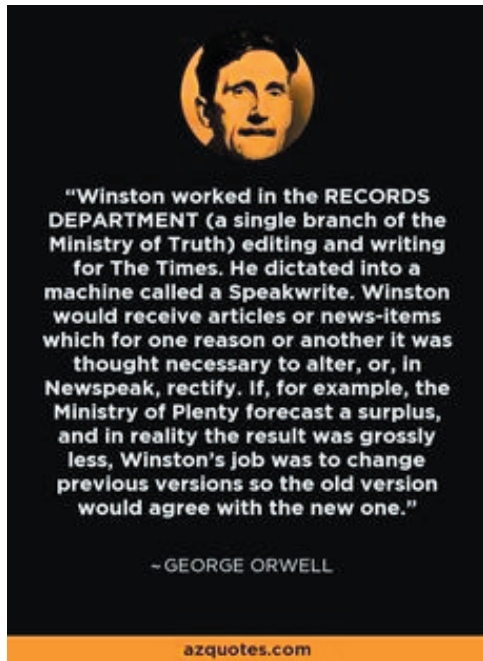 “Winston worked in the RECORDS
DEPARTMENT (a single branch of the
Ministry of Truth) editing and writing
for The Times. He dictated into a
machine called a Speakwrite. Winston
would receive articles or news-items
which for one reason or another it was
thought necessary to alter, or, in
Newspeak, rectify. If, for example, the
Ministry of Plenty forecast a surplus,
and in reality the result was grossly
less, Winston’s job was to change
previous versions so the old version
would agree with the new one.”
~GEORGE ORWELL
azquotes.com